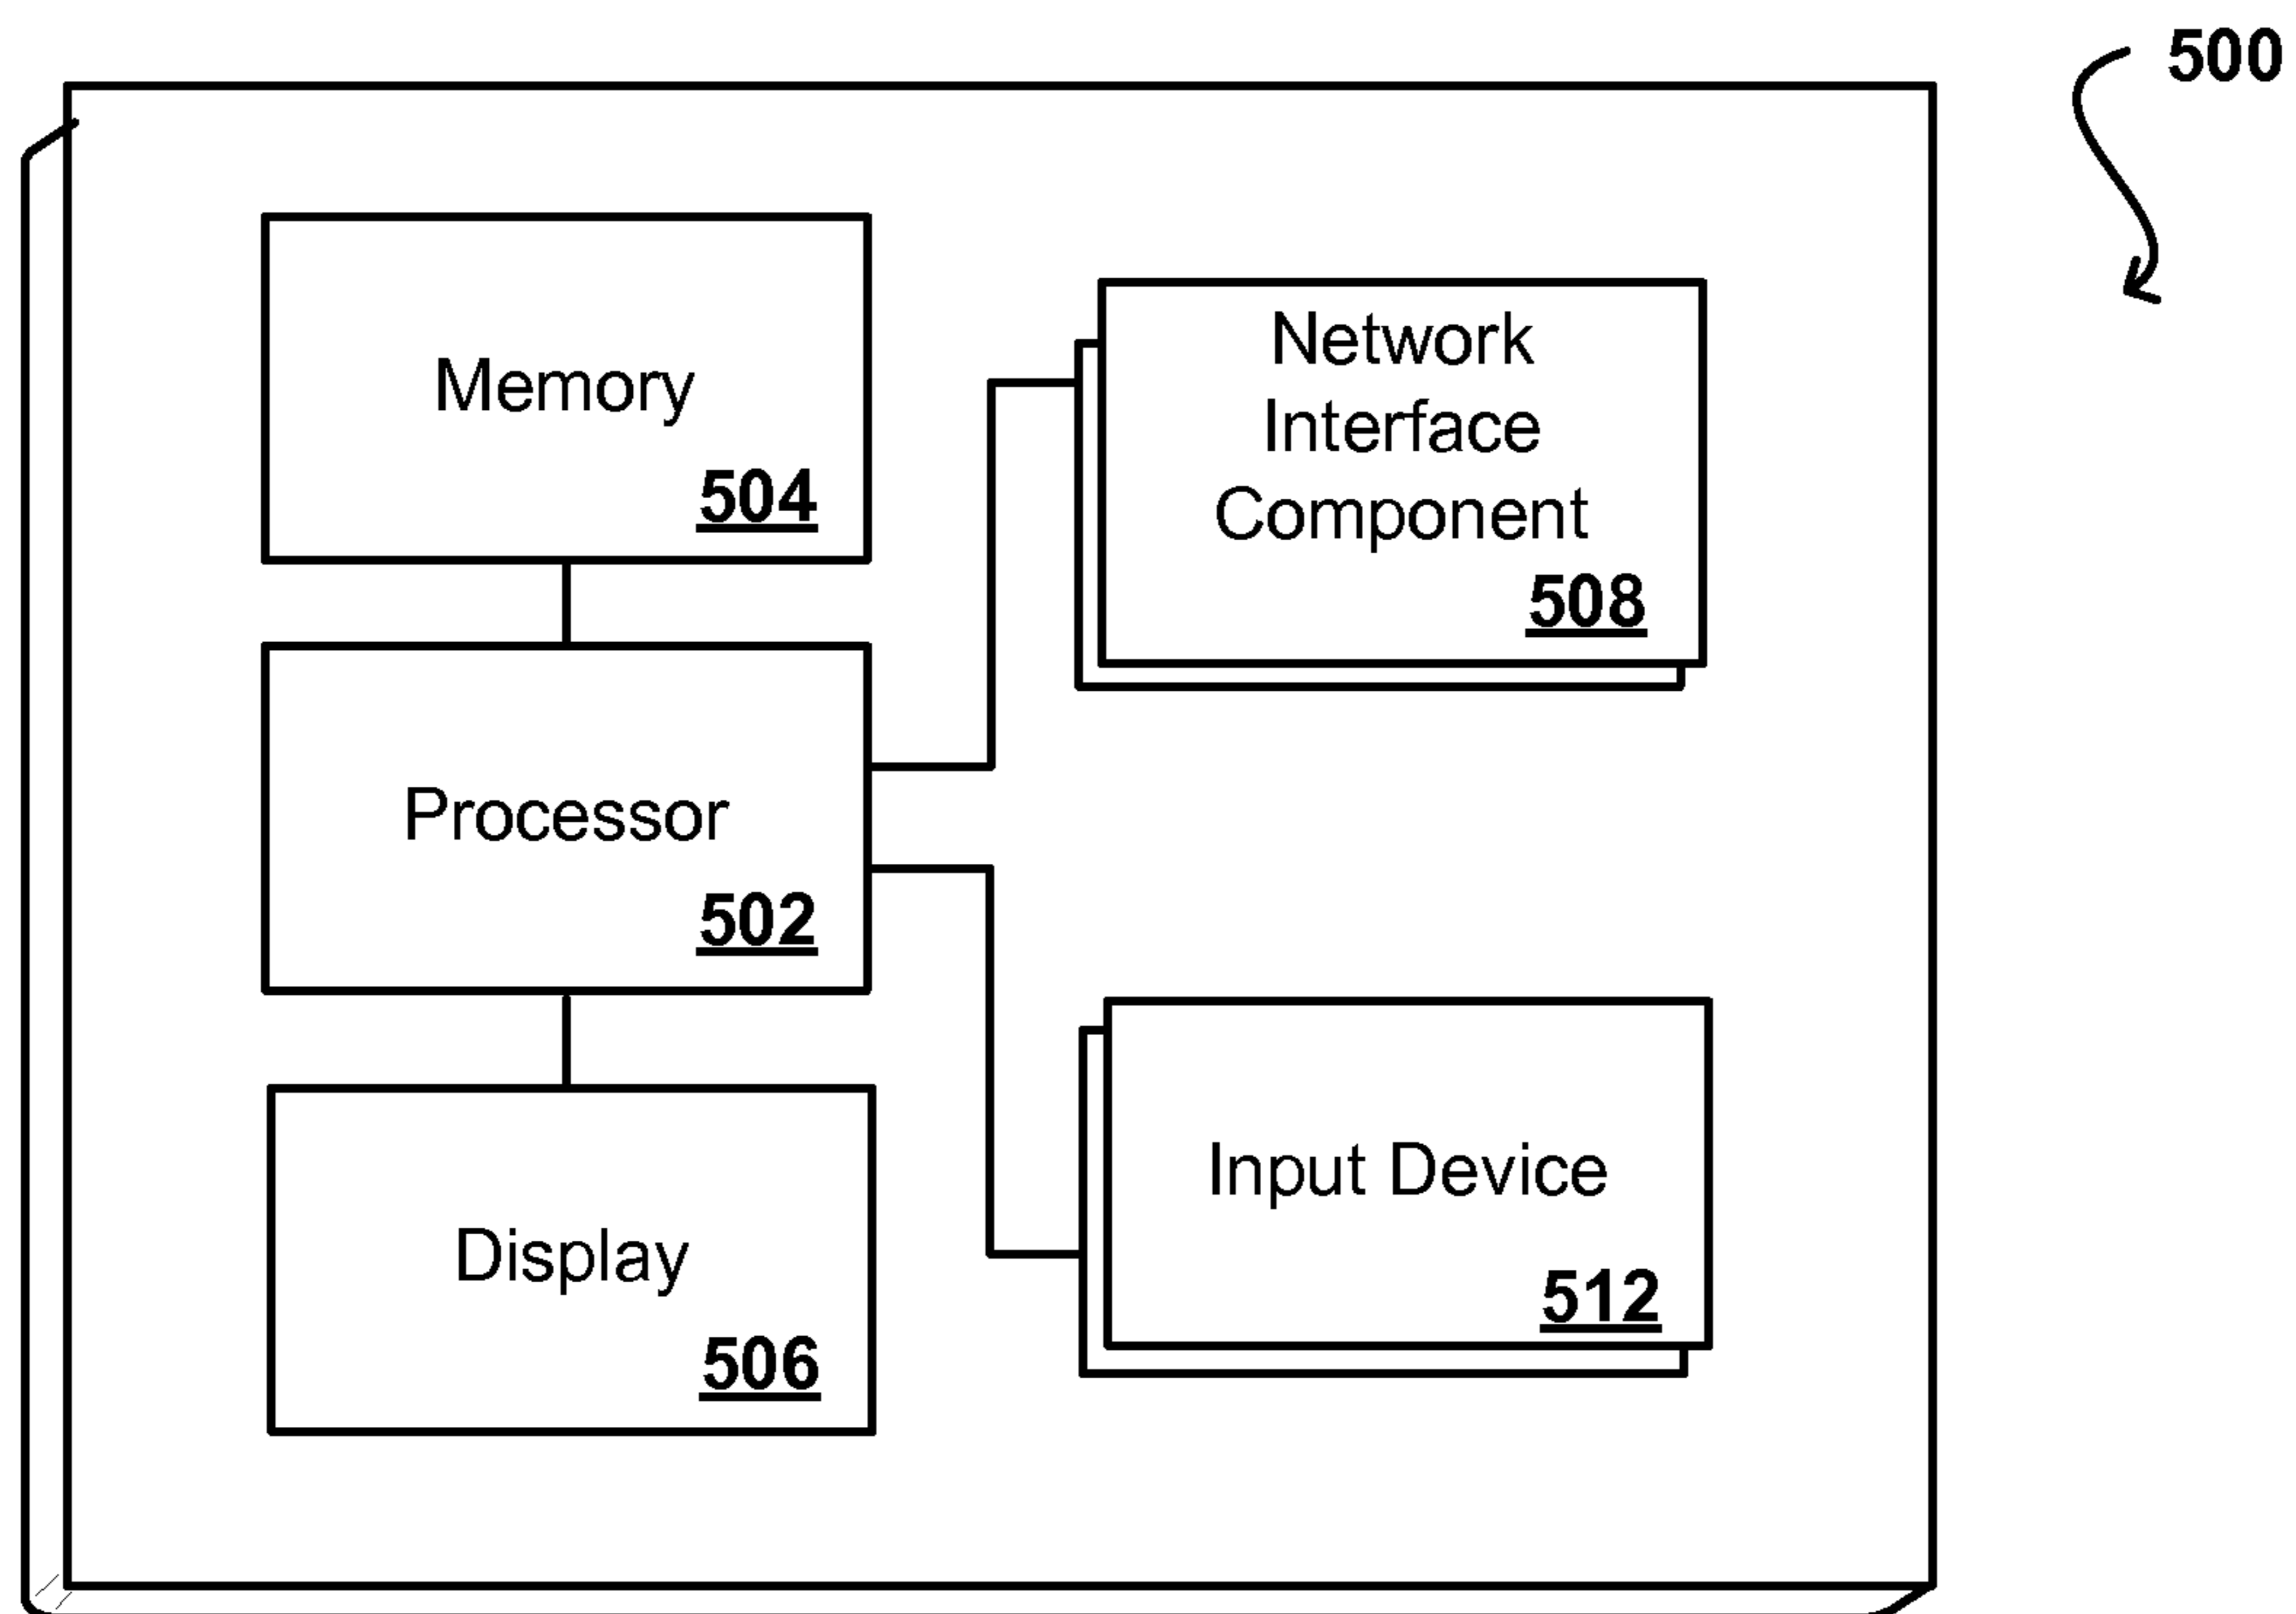 500
Memory
504
Network
Interface
Component
508
Processor
502
Input Device
512
Display
506